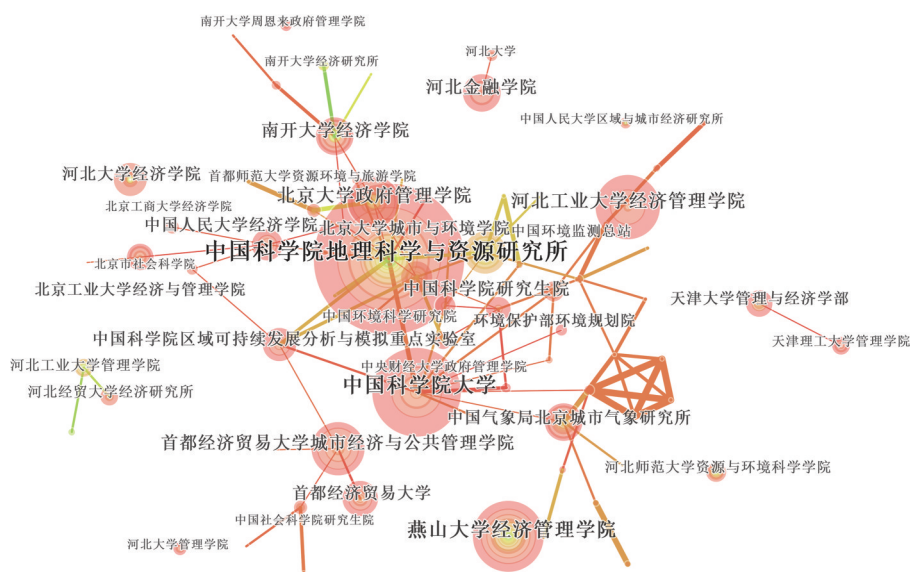 南开大学周恩来政府管理学院
河北大学
南开大学经济研究所
河北金融学院
中国人民大学区域与城市经济研究所
南开大学经济学院
河北大学经济学院
首都师范大学资源环境与旅游学院
北京大学政府管理学院
河北工业大学经济管理学院
北京工商大学经济学院
中国人民大学经济学院
北京大学城市与环境学院
中国环境监测总站
中国科学院地理科学与资源研究所
北京市社会科学院
北京工业大学经济与管理学院
中国科学院研究生院
天津大学管理与经济学部
中国环境科学研究院
环境保护部环境规划院
中国科学院区域可持续发展分析与模拟重点实验室
天津理工大学管理学院
河北工业大学管理学院
中央财经大学政府管理学院
中国科学院大学
河北经贸大学经济研究所
中国气象局北京城市气象研究所
首都经济贸易大学城市经济与公共管理学院
河北师范大学资源与环境科学学院
首都经济贸易大学
中国社会科学院研究生院
燕山大学经济管理学院
河北大学管理学院